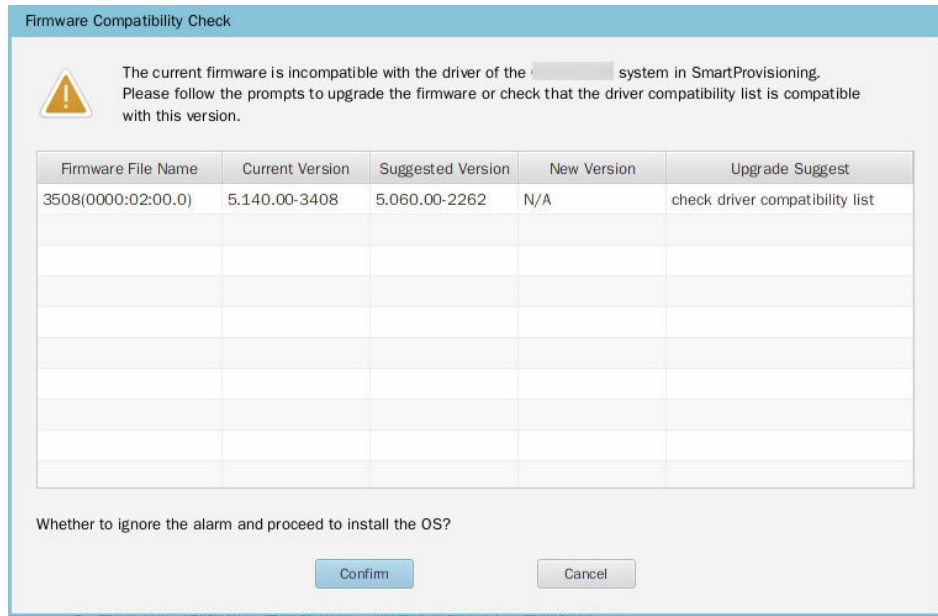 Firmware Compatibility Check
The current firmware is incompatible with the driver of the system in SmartProvisioning.
Please follow the prompts to upgrade the firmware or check that the driver compatibility list is compatible
with this version.
Firmware File Name Current Version Suggested Version New Version Upgrade Suggest
3508(0000:02:00.0) 5.140.00-3408 5.060.00-2262 N/A check driver compatibility list
Whether to ignore the alarm and proceed to install the OS?
Confirm Cancel